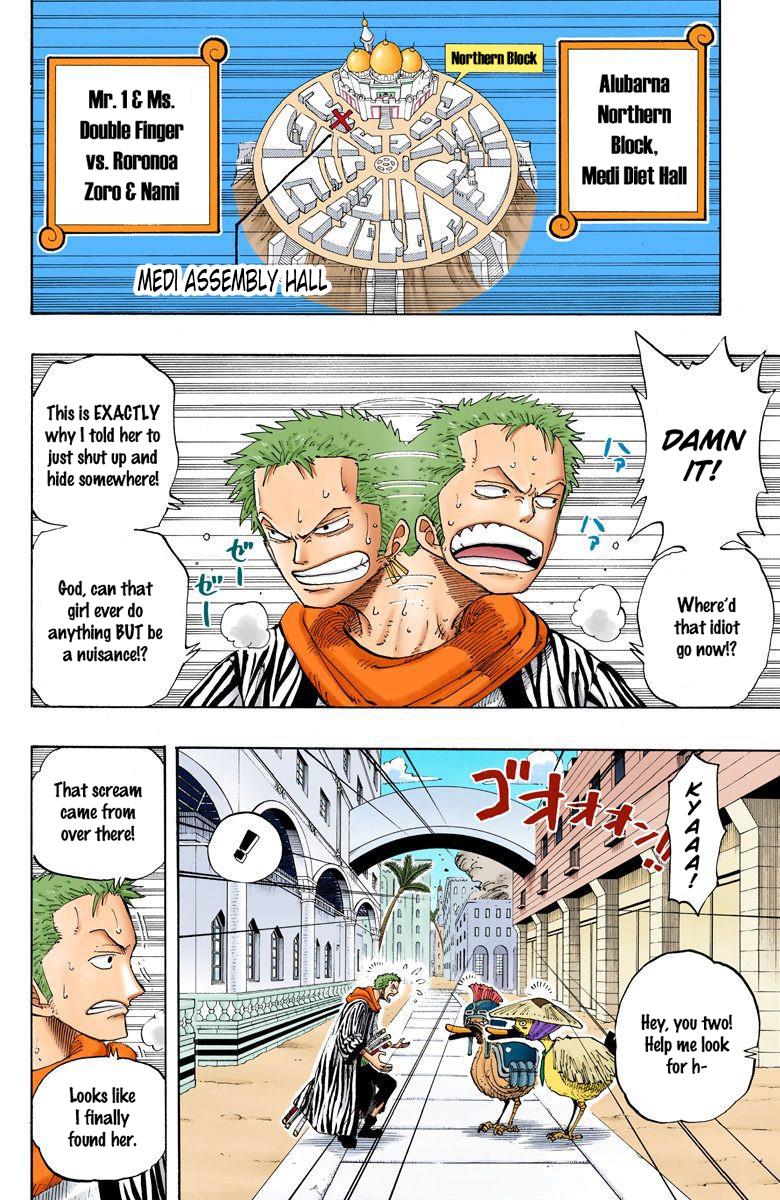 Alubarna
Northern
Block,
Medi Diet Hall
Northern Block
Mr. 1 & Ms.
Double Finger
vs. Roronoa
Zoro & Nami
MEDI ASSEMBLY HALL
DAMN
IT!
Where'd
that idiot
go now!?
ハァ
ハァ
This is EXACTLY
why I told her to
just shut up and
hide somewhere!
God, can that
girl ever do
anything BUT be
a nuisance!?
ゼー
ゼー
KYAAA!
ゴオオオン!!
Hey, you two!
Help me look
for h-
!
That scream
came from
over there!
Looks like
I finally
found her.